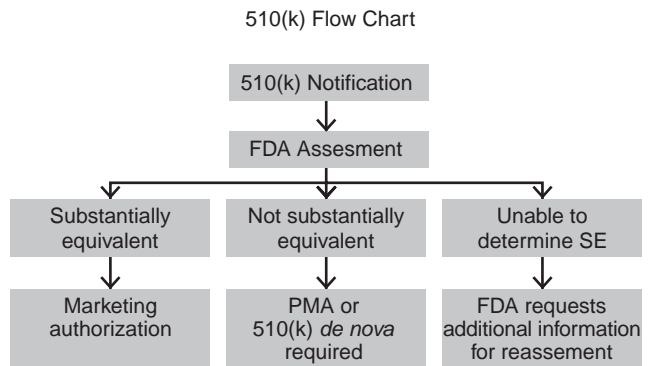 510(k) Flow Chart
510(k) Notification
FDA Assesment
Substantially
equivalent
Not substantially
equivalent
Unable to
determine SE
Marketing
authorization
PMA or
510(k) de nova
required
FDA requests
additional information
for reassement